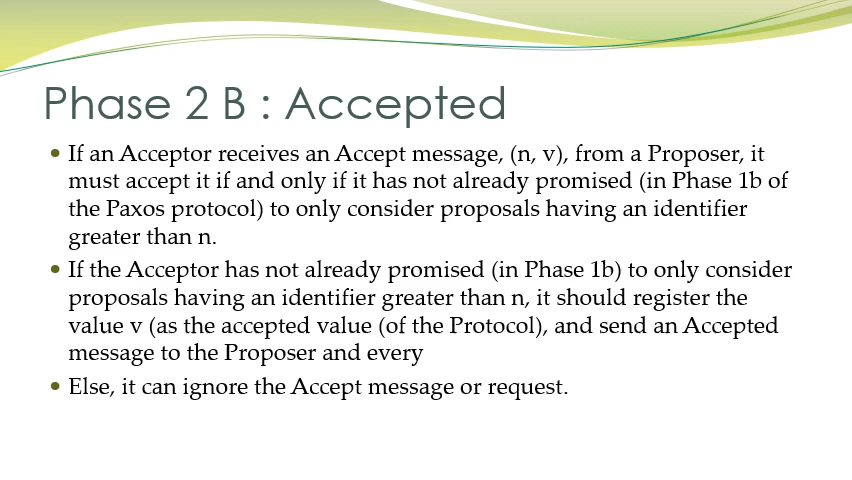 Phase 2 B : Accepted
• If an Acceptor receives an Accept message, (n, v), from a Proposer, it
must accept it if and only if it has not already promised (in Phase 1b of
the Paxos protocol) to only consider proposals having an identifier
greater than n.
• If the Acceptor has not already promised (in Phase 1b) to only consider
proposals having an identifier greater than n, it should register the
value v (as the accepted value (of the Protocol), and send an Accepted
message to the Proposer and every
• Else, it can ignore the Accept message or request.